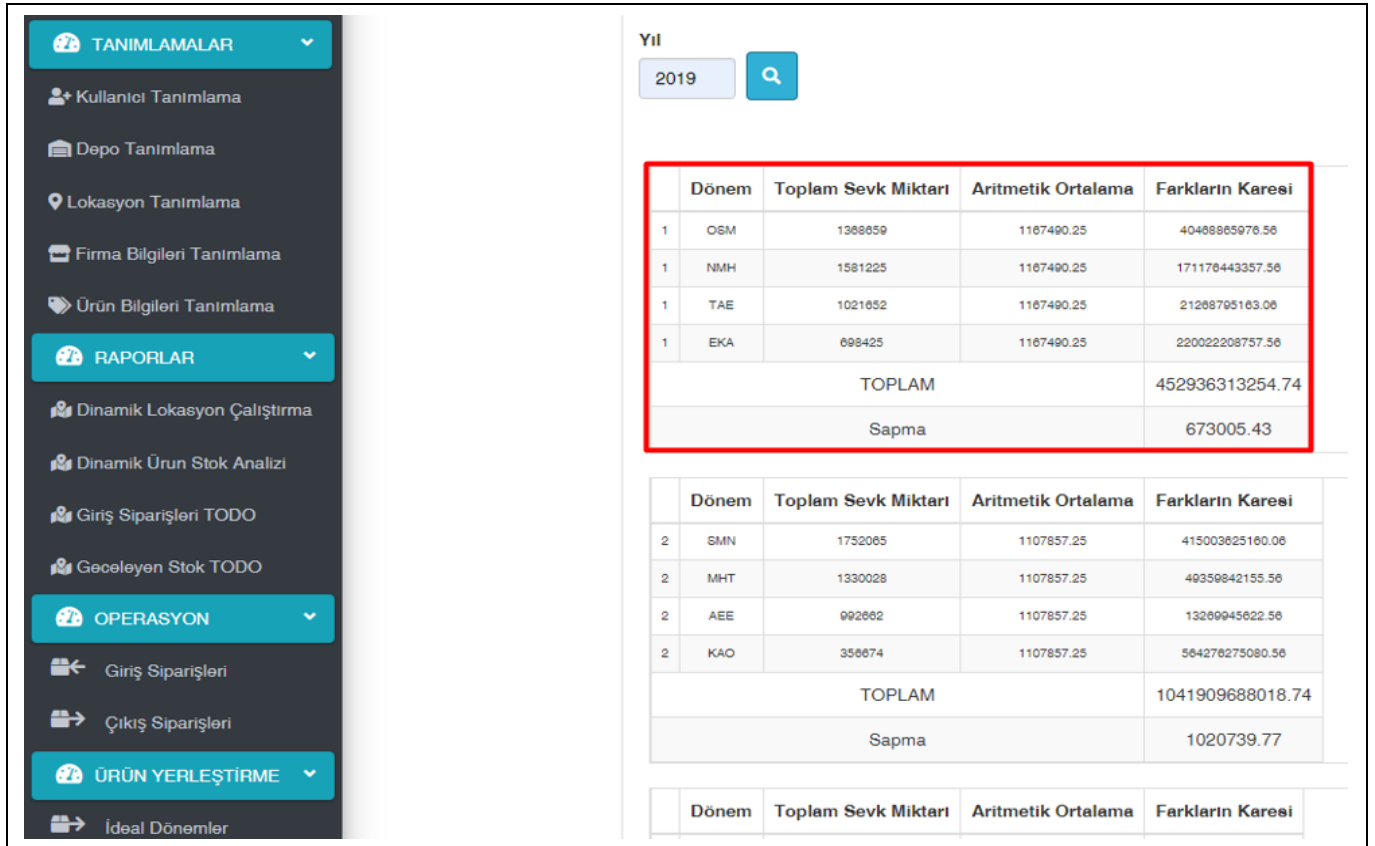 TANIMLAMALAR
Kullanıcı Tanımlama
Depo Tanımlama
Lokasyon Tanımlama
Firma Bilgileri Tanımlama
Ürün Bilgileri Tanımlama
RAPORLAR
Dinamik Lokasyon Çalıştırma
Dinamik Ürun Stok Analizi
Giriş Siparişleri TODO
Geceleyen Stok TODO
OPERASYON
Giriş Siparişleri
Çıkış Siparişleri
ÜRÜN YERLEŞTİRME
İdeal Dönemler
Yıl
2019
Dönem Toplam Sevk Miktarı Aritmetik Ortalama Farkların Karesi
1 OSM 1368659 1167490.25 40468865976.56
1 NMH 1581225 1167490.25 171176443357.56
1 TAE 1021652 1167490.25 21268795163.06
1 EKA 698425 1167490.25 220022208757.56
TOPLAM 452936313254.74
Sapma 673005.43
Dönem Toplam Sevk Miktarı Aritmetik Ortalama Farkların Karesi
2 SMN 1752065 1107857.25 415003625160.06
2 MHT 1330028 1107857.25 49359842155.56
2 AEE 992662 1107857.25 13269945622.56
2 KAO 356674 1107857.25 564276275080.56
TOPLAM 1041909688018.74
Sapma 1020739.77
Dönem Toplam Sevk Miktarı Aritmetik Ortalama Farkların Karesi